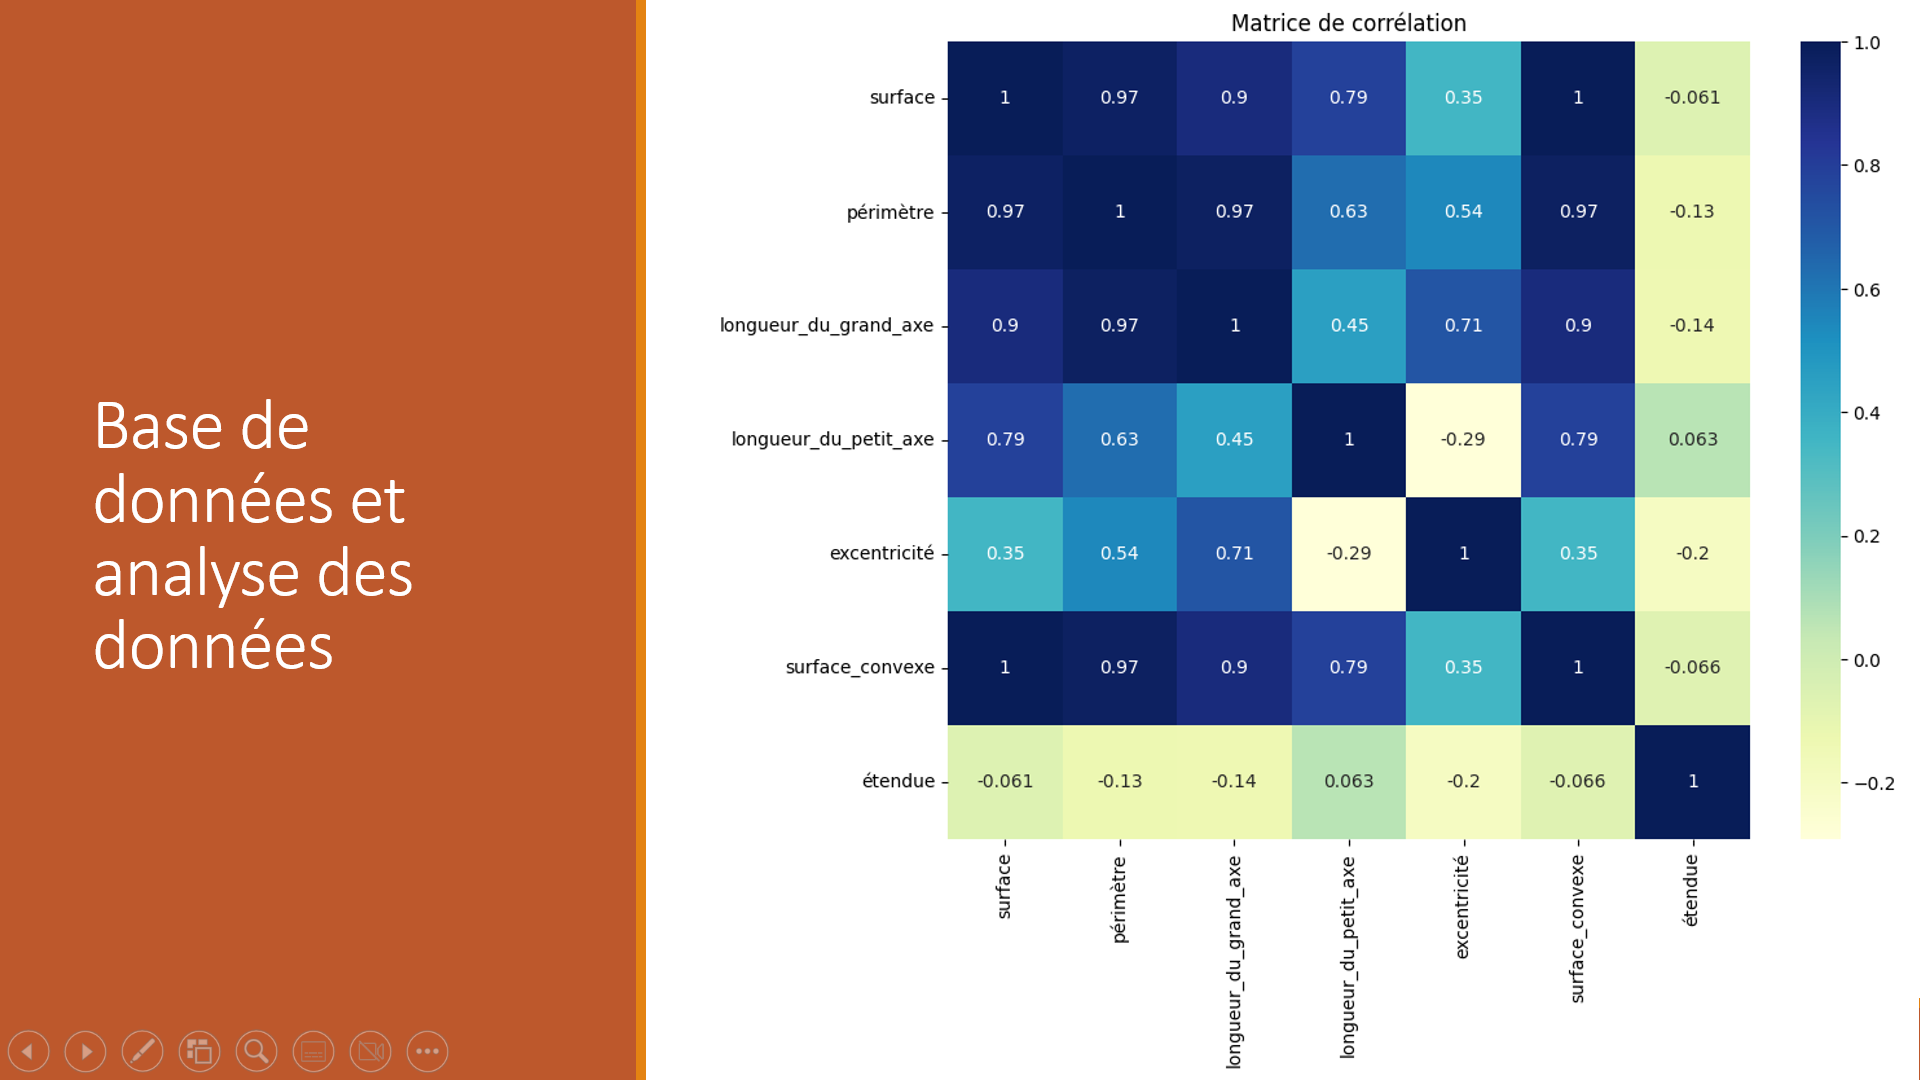 Base de
données et
analyse des
données
Matrice de corrélation
surface 1 0.97 0.9 0.79 0.35 1 -0.061
périmètre 0.97 1 0.97 0.63 0.54 0.97 -0.13
longueur_du_grand_axe 0.9 0.97 1 0.45 0.71 0.9 -0.14
longueur_du_petit_axe 0.79 0.63 0.45 1 -0.29 0.79 0.063
excentricité 0.35 0.54 0.71 -0.29 1 0.35 -0.2
surface_convexe 1 0.97 0.9 0.79 0.35 1 -0.066
étendue -0.061 -0.13 -0.14 0.063 -0.2 -0.066 1
surface
périmètre
longueur_du_grand_axe
longueur_du_petit_axe
excentricité
surface_convexe
étendue
1.0
0.8
0.6
0.4
0.2
0.0
−0.2